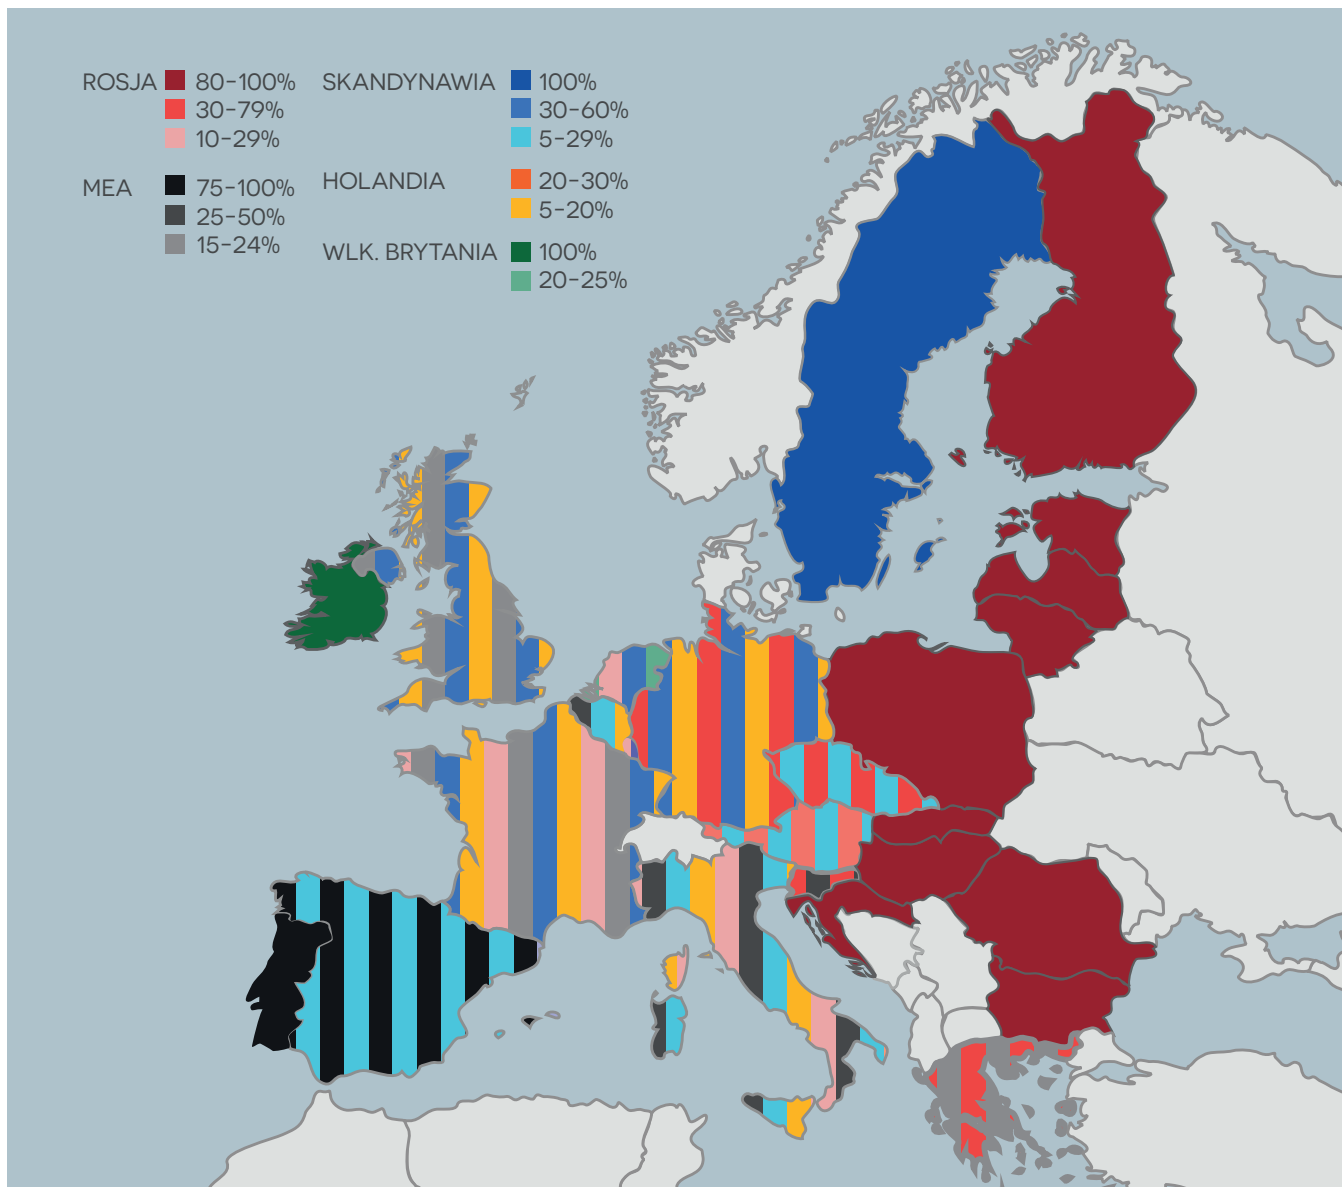 ROSJA
80–100%
30–79%
10–29%
MEA
75–100%
25–50%
15–24%
SKANDYNAWIA
100%
30–60%
5–29%
HOLANDIA
20–30%
5–20%
WLK. BRYTANIA
100%
20–25%